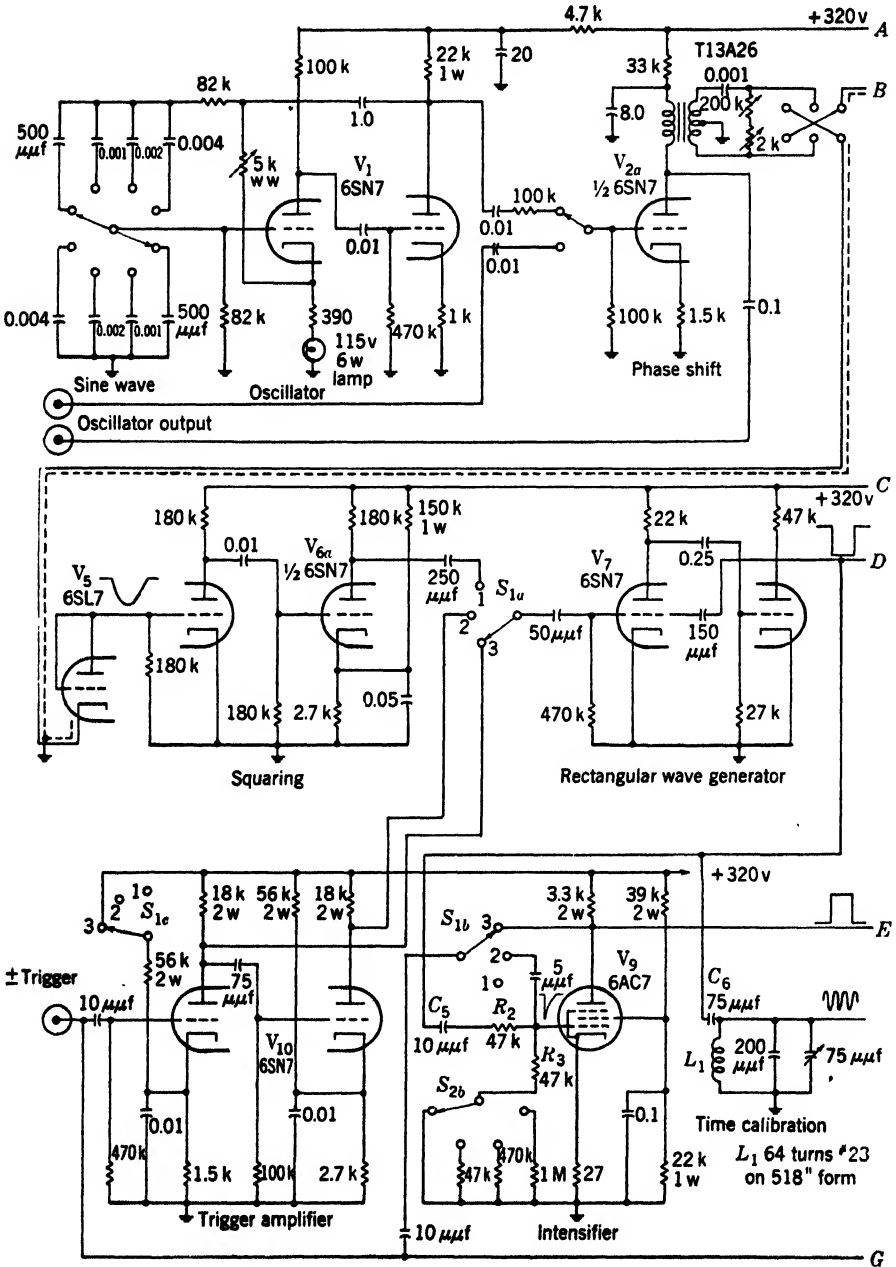 4.7 k
+320v A
100 k
22 k
1 w
20
33 k
T13A26
0.001
B
82 k
1.0
8.0
200 k
2 k
500
μμf
0.001
0.002
0.004
5 k
ww
V1
6SN7
V2a
½ 6SN7
100 k
0.01
0.01
0.01
0.004
0.002
0.001
500
μμf
82 k
390
115v
6w
lamp
470 k
1 k
100 k
1.5 k
0.1
Sine wave
Oscillator
Phase shift
Oscillator output
C
+320 v
180 k
180 k
150 k
1 w
22 k
47 k
0.01
V6a
½ 6SN7
250
μμf
V7
6SN7
0.25
D
V5
6SL7
1
S1a
2
3
50 μμf
150
μμf
180 k
180 k
2.7 k
0.05
470 k
27 k
Squaring
Rectangular wave generator
+320 v
1
2
3
S1c
18 k
2 w
56 k
2 w
18 k
2 w
S1b
3
2
1
3.3 k
2 w
39 k
2 w
E
56 k
2 w
±Trigger
10 μμf
75
μμf
V10
6SN7
5
μμf
V9
6AC7
C5
10 μμf
R2
47 k
R3
47 k
C6
75 μμf
L1
200
μμf
75 μμf
S2b
0.01
0.01
0.1
Time calibration
470 k
1.5 k
100 k
2.7 k
47 k
470 k
1 M
27
22 k
1 w
L1 64 turns #23
on 518" form
Trigger amplifier
10 μμf
Intensifier
G